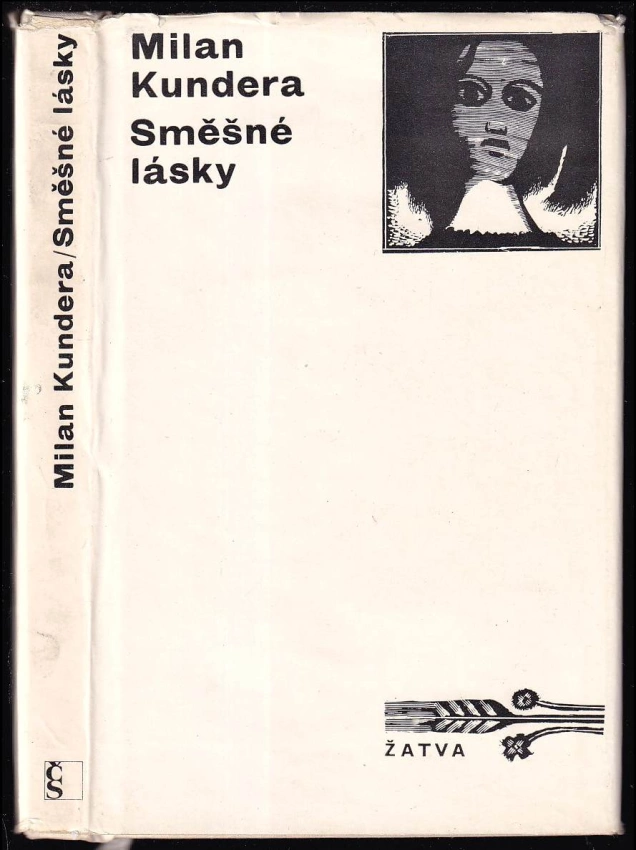 Milan Kundera/Směšné lásky
Milan
Kundera
Směšné
lásky
ŽATVA
ČS